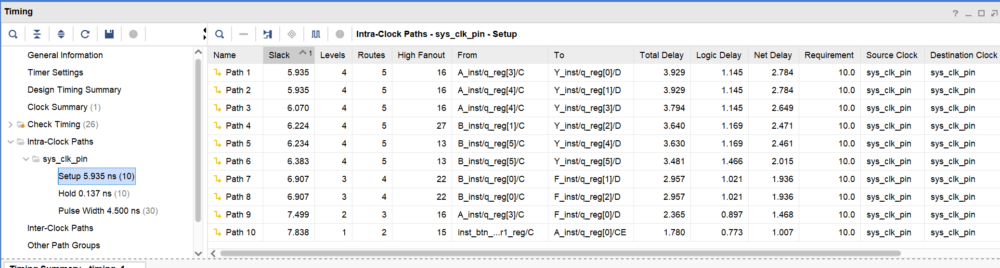 Timing
?
Intra-Clock Paths - sys_clk_pin - Setup
General Information
Timer Settings
Design Timing Summary
Clock Summary (1)
Check Timing (26)
Intra-Clock Paths
sys_clk_pin
Setup 5.935 ns (10)
Hold 0.137 ns (10)
Pulse Width 4.500 ns (30)
Inter-Clock Paths
Other Path Groups
Name Slack 1 Levels Routes High Fanout From To Total Delay Logic Delay Net Delay Requirement Source Clock Destination Clock
Path 1 5.935 4 5 16 A_inst/q_reg[3]/C Y_inst/q_reg[0]/D 3.929 1.145 2.784 10.0 sys_clk_pin sys_clk_pin
Path 2 5.935 4 5 16 A_inst/q_reg[4]/C Y_inst/q_reg[1]/D 3.929 1.145 2.784 10.0 sys_clk_pin sys_clk_pin
Path 3 6.070 4 5 16 A_inst/q_reg[4]/C Y_inst/q_reg[3]/D 3.794 1.145 2.649 10.0 sys_clk_pin sys_clk_pin
Path 4 6.224 4 5 27 B_inst/q_reg[1]/C Y_inst/q_reg[2]/D 3.640 1.169 2.471 10.0 sys_clk_pin sys_clk_pin
Path 5 6.234 4 5 13 B_inst/q_reg[5]/C Y_inst/q_reg[4]/D 3.630 1.169 2.461 10.0 sys_clk_pin sys_clk_pin
Path 6 6.383 4 5 13 B_inst/q_reg[5]/C Y_inst/q_reg[5]/D 3.481 1.466 2.015 10.0 sys_clk_pin sys_clk_pin
Path 7 6.907 3 4 22 B_inst/q_reg[0]/C F_inst/q_reg[1]/D 2.957 1.021 1.936 10.0 sys_clk_pin sys_clk_pin
Path 8 6.907 3 4 22 B_inst/q_reg[0]/C F_inst/q_reg[2]/D 2.957 1.021 1.936 10.0 sys_clk_pin sys_clk_pin
Path 9 7.499 2 3 16 A_inst/q_reg[3]/C F_inst/q_reg[0]/D 2.365 0.897 1.468 10.0 sys_clk_pin sys_clk_pin
Path 10 7.838 1 2 15 inst_btn_...r1_reg/C A_inst/q_reg[0]/CE 1.780 0.773 1.007 10.0 sys_clk_pin sys_clk_pin
Timing Summary - timing_1